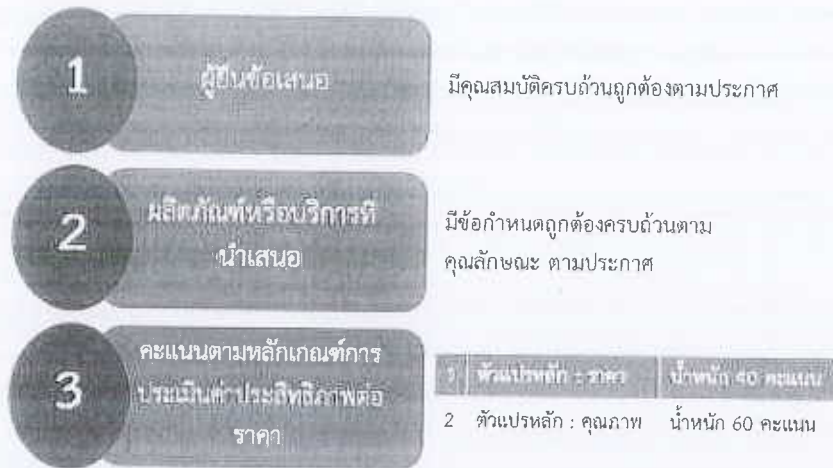 1
ผู้ยื่นข้อเสนอ
มีคุณสมบัติครบถ้วนถูกต้องตามประกาศ
2
ผลิตภัณฑ์หรือบริการที่
นำเสนอ
มีข้อกำหนดถูกต้องครบถ้วนตาม
คุณลักษณะ ตามประกาศ
3
คะแนนตามหลักเกณฑ์การ
ประเมินค่าประสิทธิภาพต่อ
ราคา
1 ตัวแปรหลัก : ราคา น้ำหนัก 40 คะแนน
2 ตัวแปรหลัก : คุณภาพ น้ำหนัก 60 คะแนน